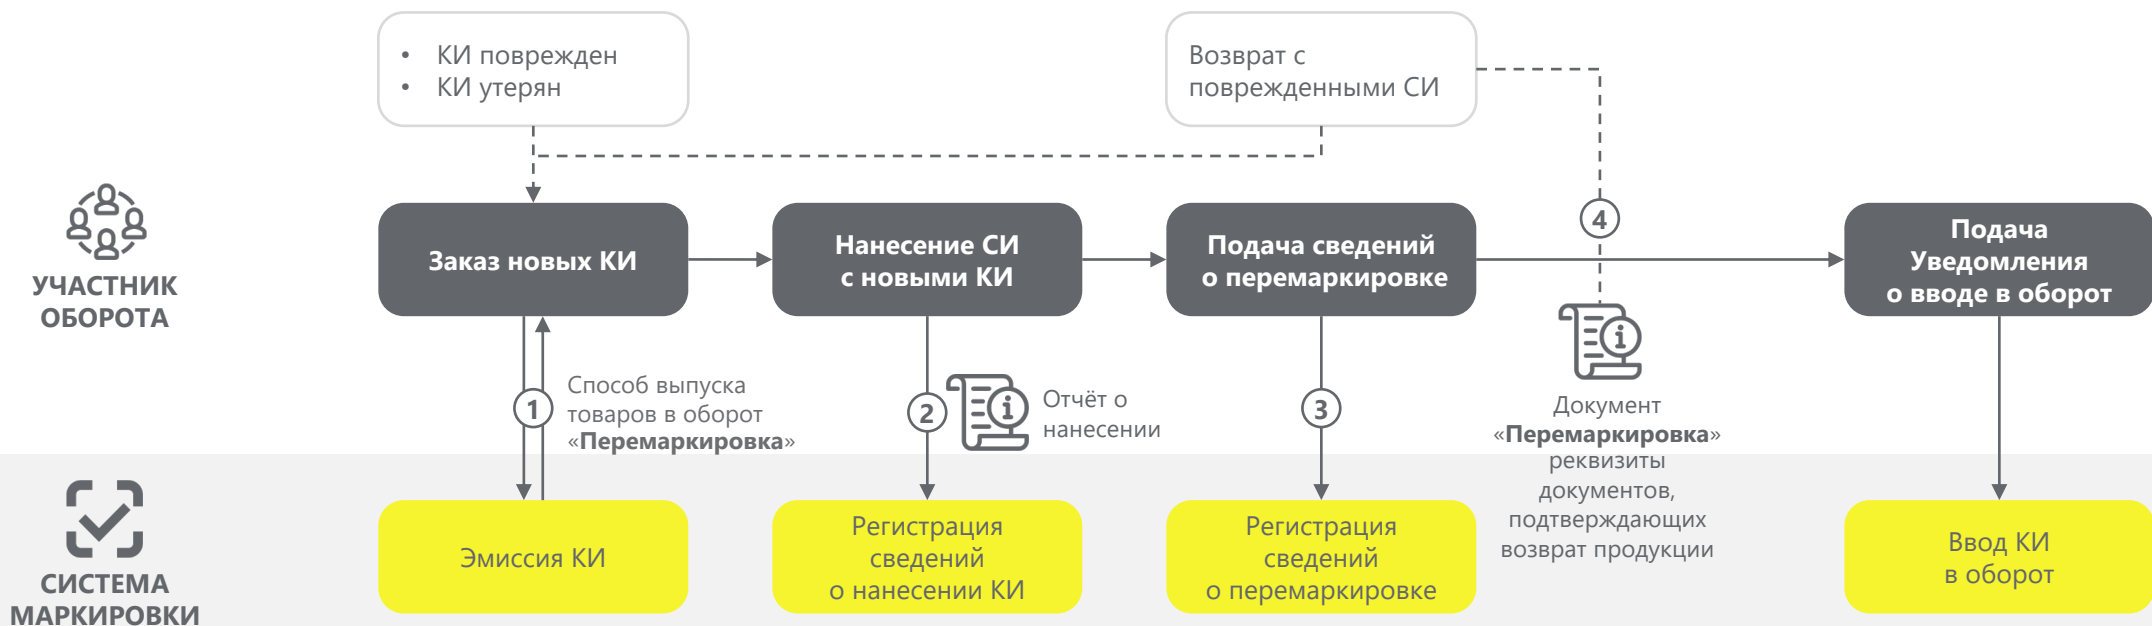 • КИ поврежден
• КИ утерян
Возврат с
поврежденными СИ
УЧАСТНИК
ОБОРОТА
Заказ новых КИ
Нанесение СИ
с новыми КИ
Подача сведений
о перемаркировке
4
Подача
Уведомления
о вводе в оборот
1
Способ выпуска
товаров в оборот
«Перемаркировка»
2
Отчёт о
нанесении
3
Документ
«Перемаркировка»
реквизиты
документов,
подтверждающих
возврат продукции
СИСТЕМА
МАРКИРОВКИ
Эмиссия КИ
Регистрация
сведений
о нанесении КИ
Регистрация
сведений
о перемаркировке
Ввод КИ
в оборот